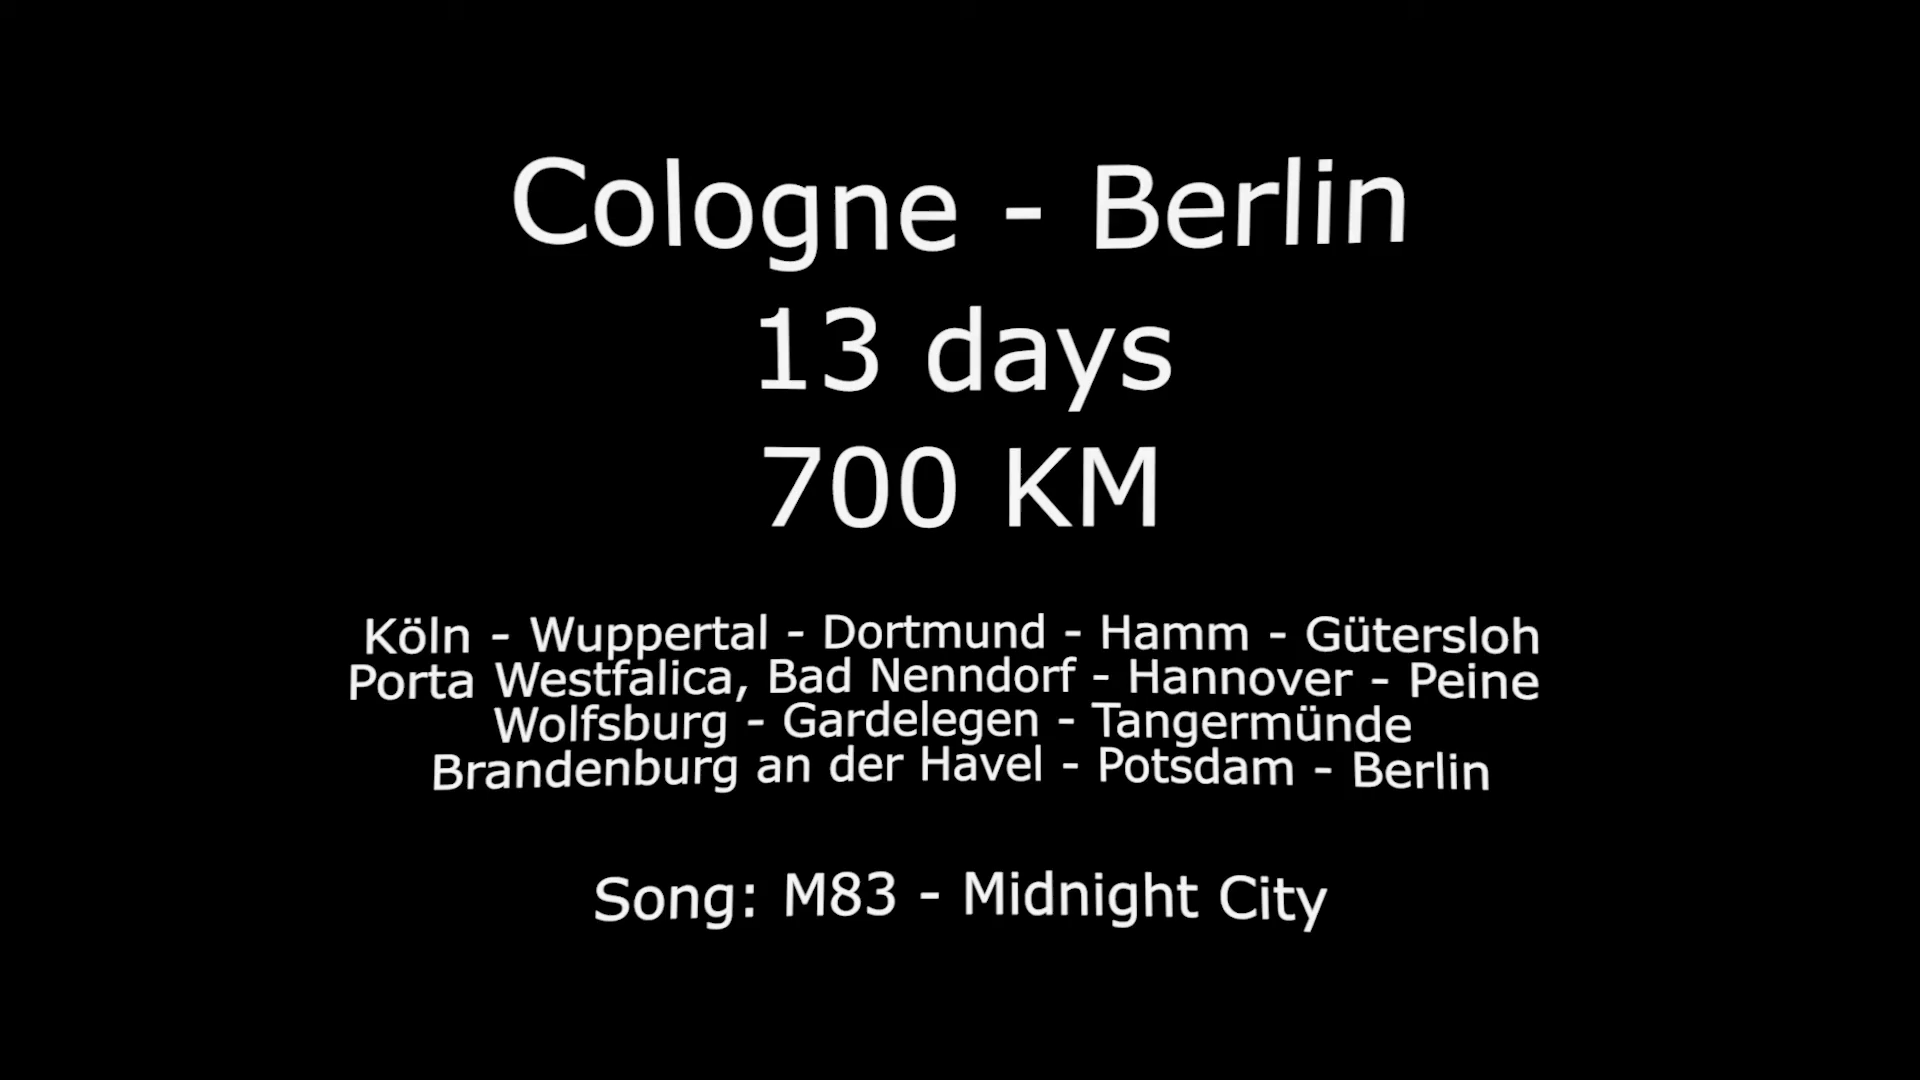 Cologne - Berlin
13 days
700 KM
Köln - Wuppertal - Dortmund - Hamm - Gütersloh
Porta Westfalica, Bad Nenndorf - Hannover - Peine
Wolfsburg - Gardelegen - Tangermünde
Brandenburg an der Havel - Potsdam - Berlin
Song: M83 - Midnight City